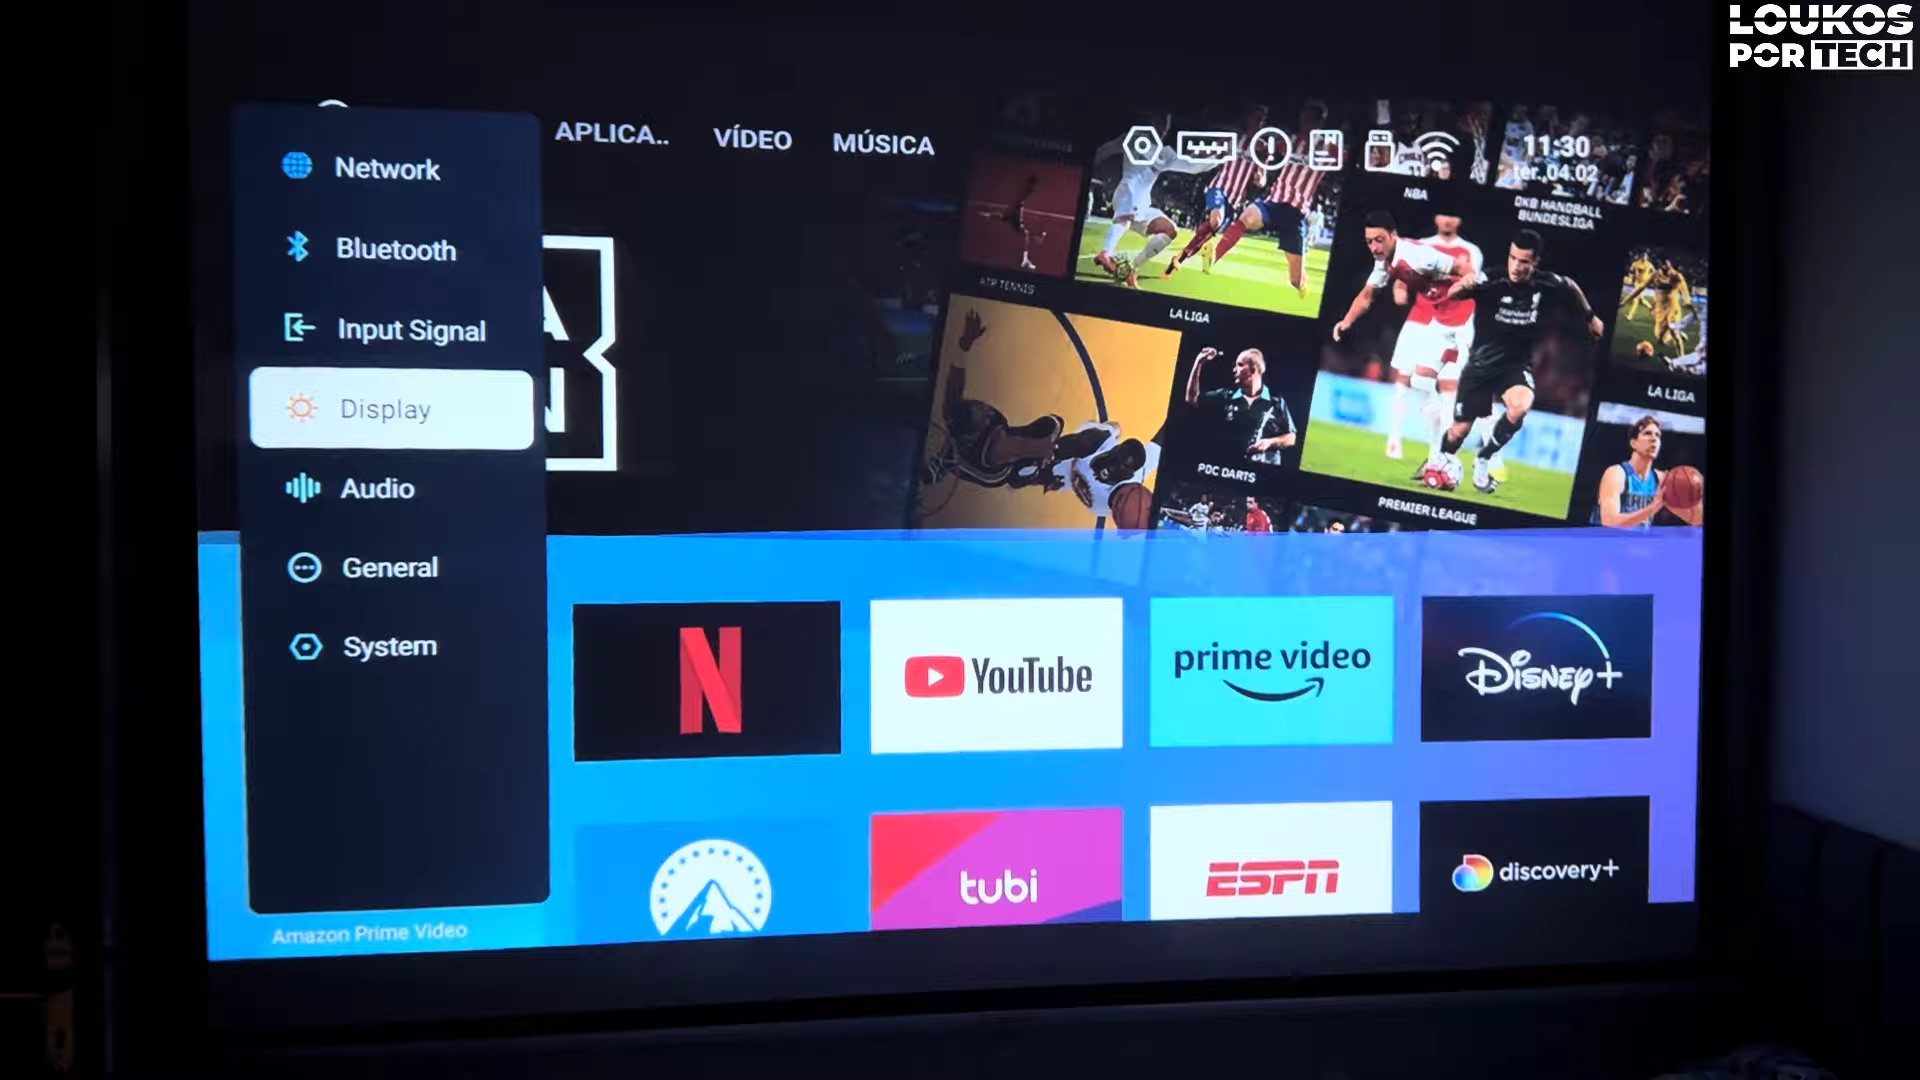 LOUKOS
POR TECH
APLICA..
VÍDEO
MÚSICA
11:30
ter.,04.02
Network
Bluetooth
Input Signal
Display
Audio
General
System
NBA
DKB HANDBALL
BUNDESLIGA
ATP TENNIS
LA LIGA
LA LIGA
PDC DARTS
PREMIER LEAGUE
A
N
N
YouTube
prime video
Disney+
tubi
ESPN
discovery+
Amazon Prime Video